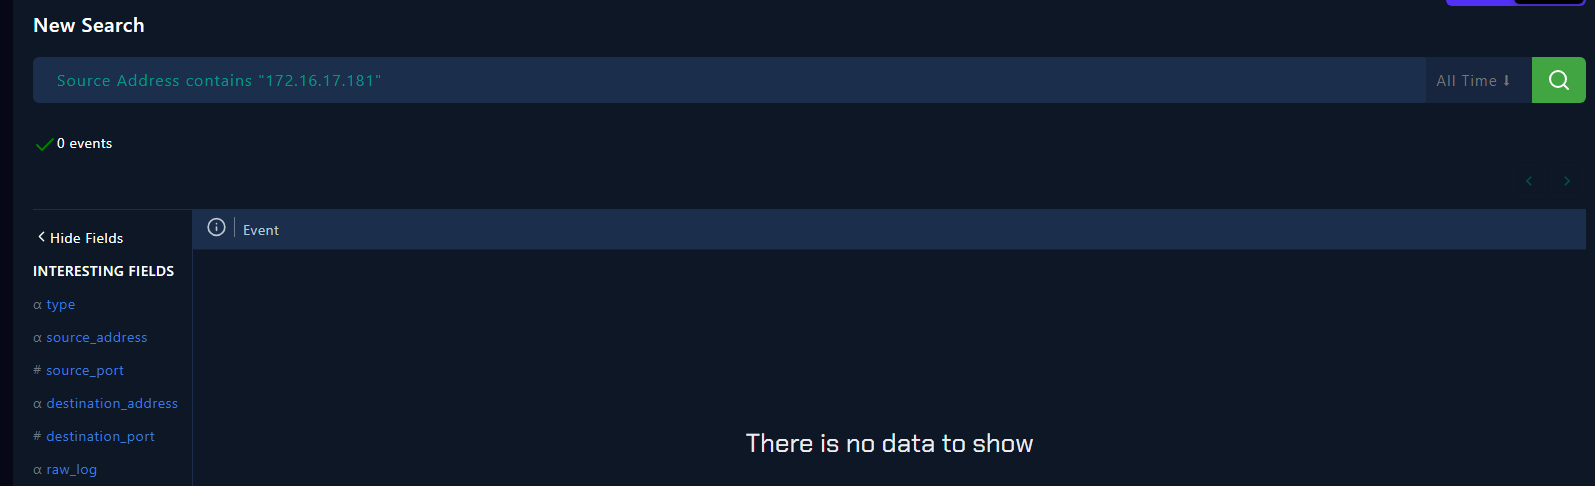 New Search
Source Address contains "172.16.17.181"
All Time ⬇
0 events
Hide Fields
Event
INTERESTING FIELDS
α type
α source_address
# source_port
α destination_address
# destination_port
α raw_log
There is no data to show